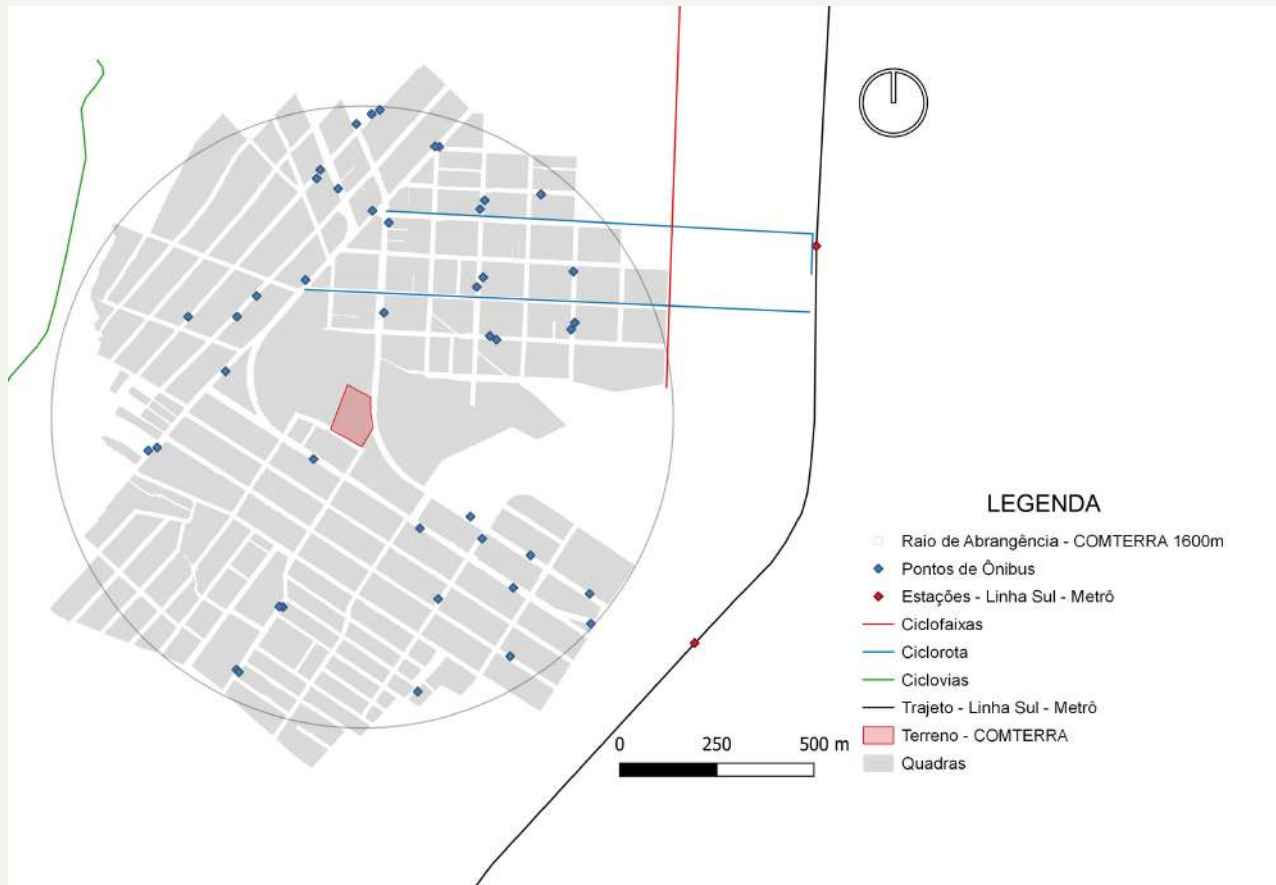 LEGENDA
Raio de Abrangência - COMTERRA 1600m
Pontos de Ônibus
Estações - Linha Sul - Metrô
Ciclofaixas
Ciclorota
Ciclovias
Trajeto - Linha Sul - Metrô
Terreno - COMTERRA
Quadras
0 250 500 m